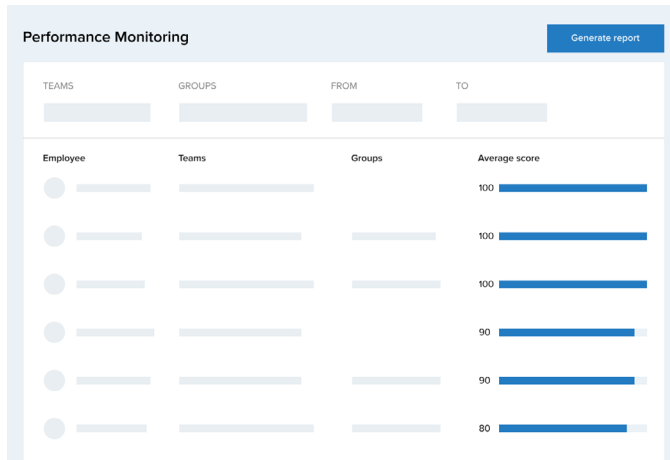 Performance Monitoring
Generate report
TEAMS GROUPS FROM TO
Employee Teams Groups Average score
100
100
100
90
90
80